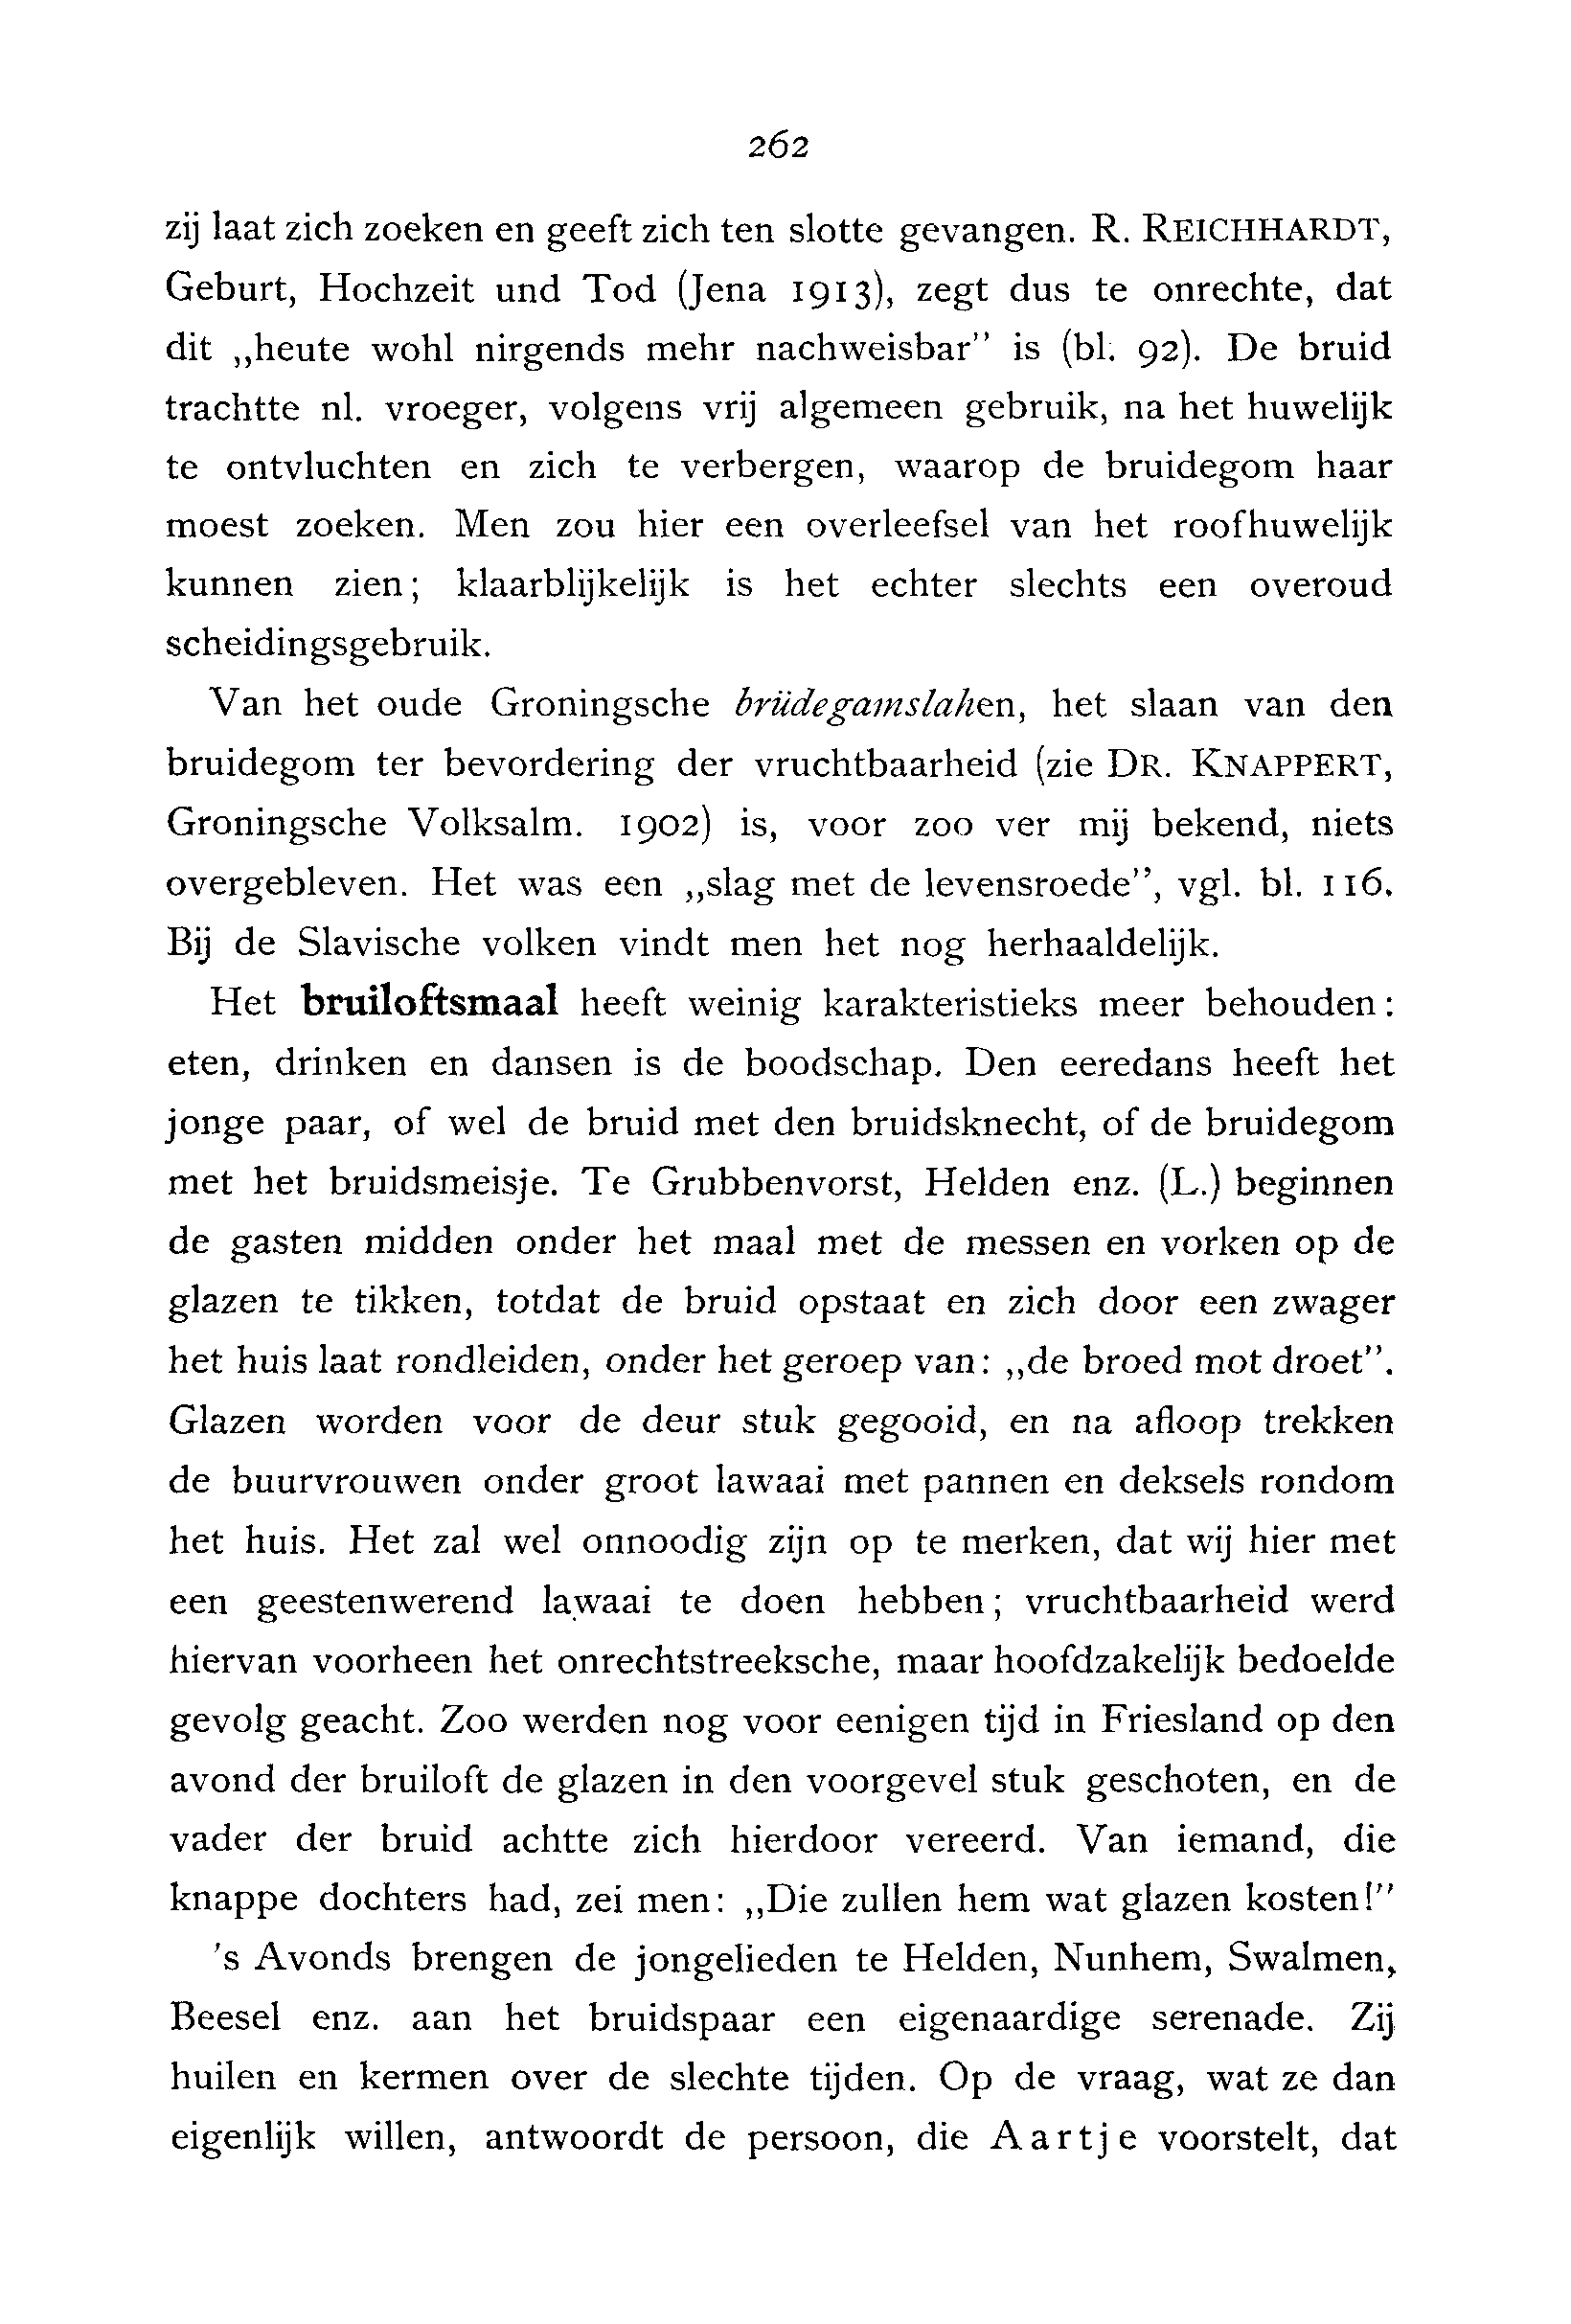 262
zij laat zich zoeken en geeft zich ten slotte gevangen. R. REICHHARDT,
Geburt, Hochzeit und Tod (Jena 1913), zegt dus te onrechte, dat
dit „heute wohl nirgends mehr nachweisbar” is (bl. 92). De bruid
trachtte nl. vroeger, volgens vrij algemeen gebruik, na het huwelijk
te ontvluchten en zich te verbergen, waarop de bruidegom haar
moest zoeken. Men zou hier een overleefsel van het roofhuwelijk
kunnen zien; klaarblijkelijk is het echter slechts een overoud
scheidingsgebruik.
Van het oude Groningsche brüdegamslahen, het slaan van den
bruidegom ter bevordering der vruchtbaarheid (zie DR. KNAPPERT,
Groningsche Volksalm. 1902) is, voor zoo ver mij bekend, niets
overgebleven. Het was een „slag met de levensroede”, vgl. bl. 116.
Bij de Slavische volken vindt men het nog herhaaldelijk.
Het bruiloftsmaal heeft weinig karakteristieks meer behouden:
eten, drinken en dansen is de boodschap. Den eeredans heeft het
jonge paar, of wel de bruid met den bruidsknecht, of de bruidegom
met het bruidsmeisje. Te Grubbenvorst, Helden enz. (L.) beginnen
de gasten midden onder het maal met de messen en vorken op de
glazen te tikken, totdat de bruid opstaat en zich door een zwager
het huis laat rondleiden, onder het geroep van: „de broed mot droet”.
Glazen worden voor de deur stuk gegooid, en na afloop trekken
de buurvrouwen onder groot lawaai met pannen en deksels rondom
het huis. Het zal wel onnoodig zijn op te merken, dat wij hier met
een geestenwerend lawaai te doen hebben; vruchtbaarheid werd
hiervan voorheen het onrechtstreeksche, maar hoofdzakelijk bedoelde
gevolg geacht. Zoo werden nog voor eenigen tijd in Friesland op den
avond der bruiloft de glazen in den voorgevel stuk geschoten, en de
vader der bruid achtte zich hierdoor vereerd. Van iemand, die
knappe dochters had, zei men: „Die zullen hem wat glazen kosten!”
's Avonds brengen de jongelieden te Helden, Nunhem, Swalmen,
Beesel enz. aan het bruidspaar een eigenaardige serenade. Zij
huilen en kermen over de slechte tijden. Op de vraag, wat ze dan
eigenlijk willen, antwoordt de persoon, die Aartje voorstelt, dat